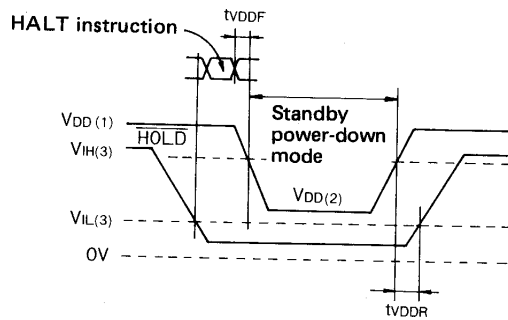 tVDDF
HALT instruction
Standby
power-down
mode
VDD(1)
HOLD
VIH(3)
VDD(2)
VIL(3)
0V
tVDDR